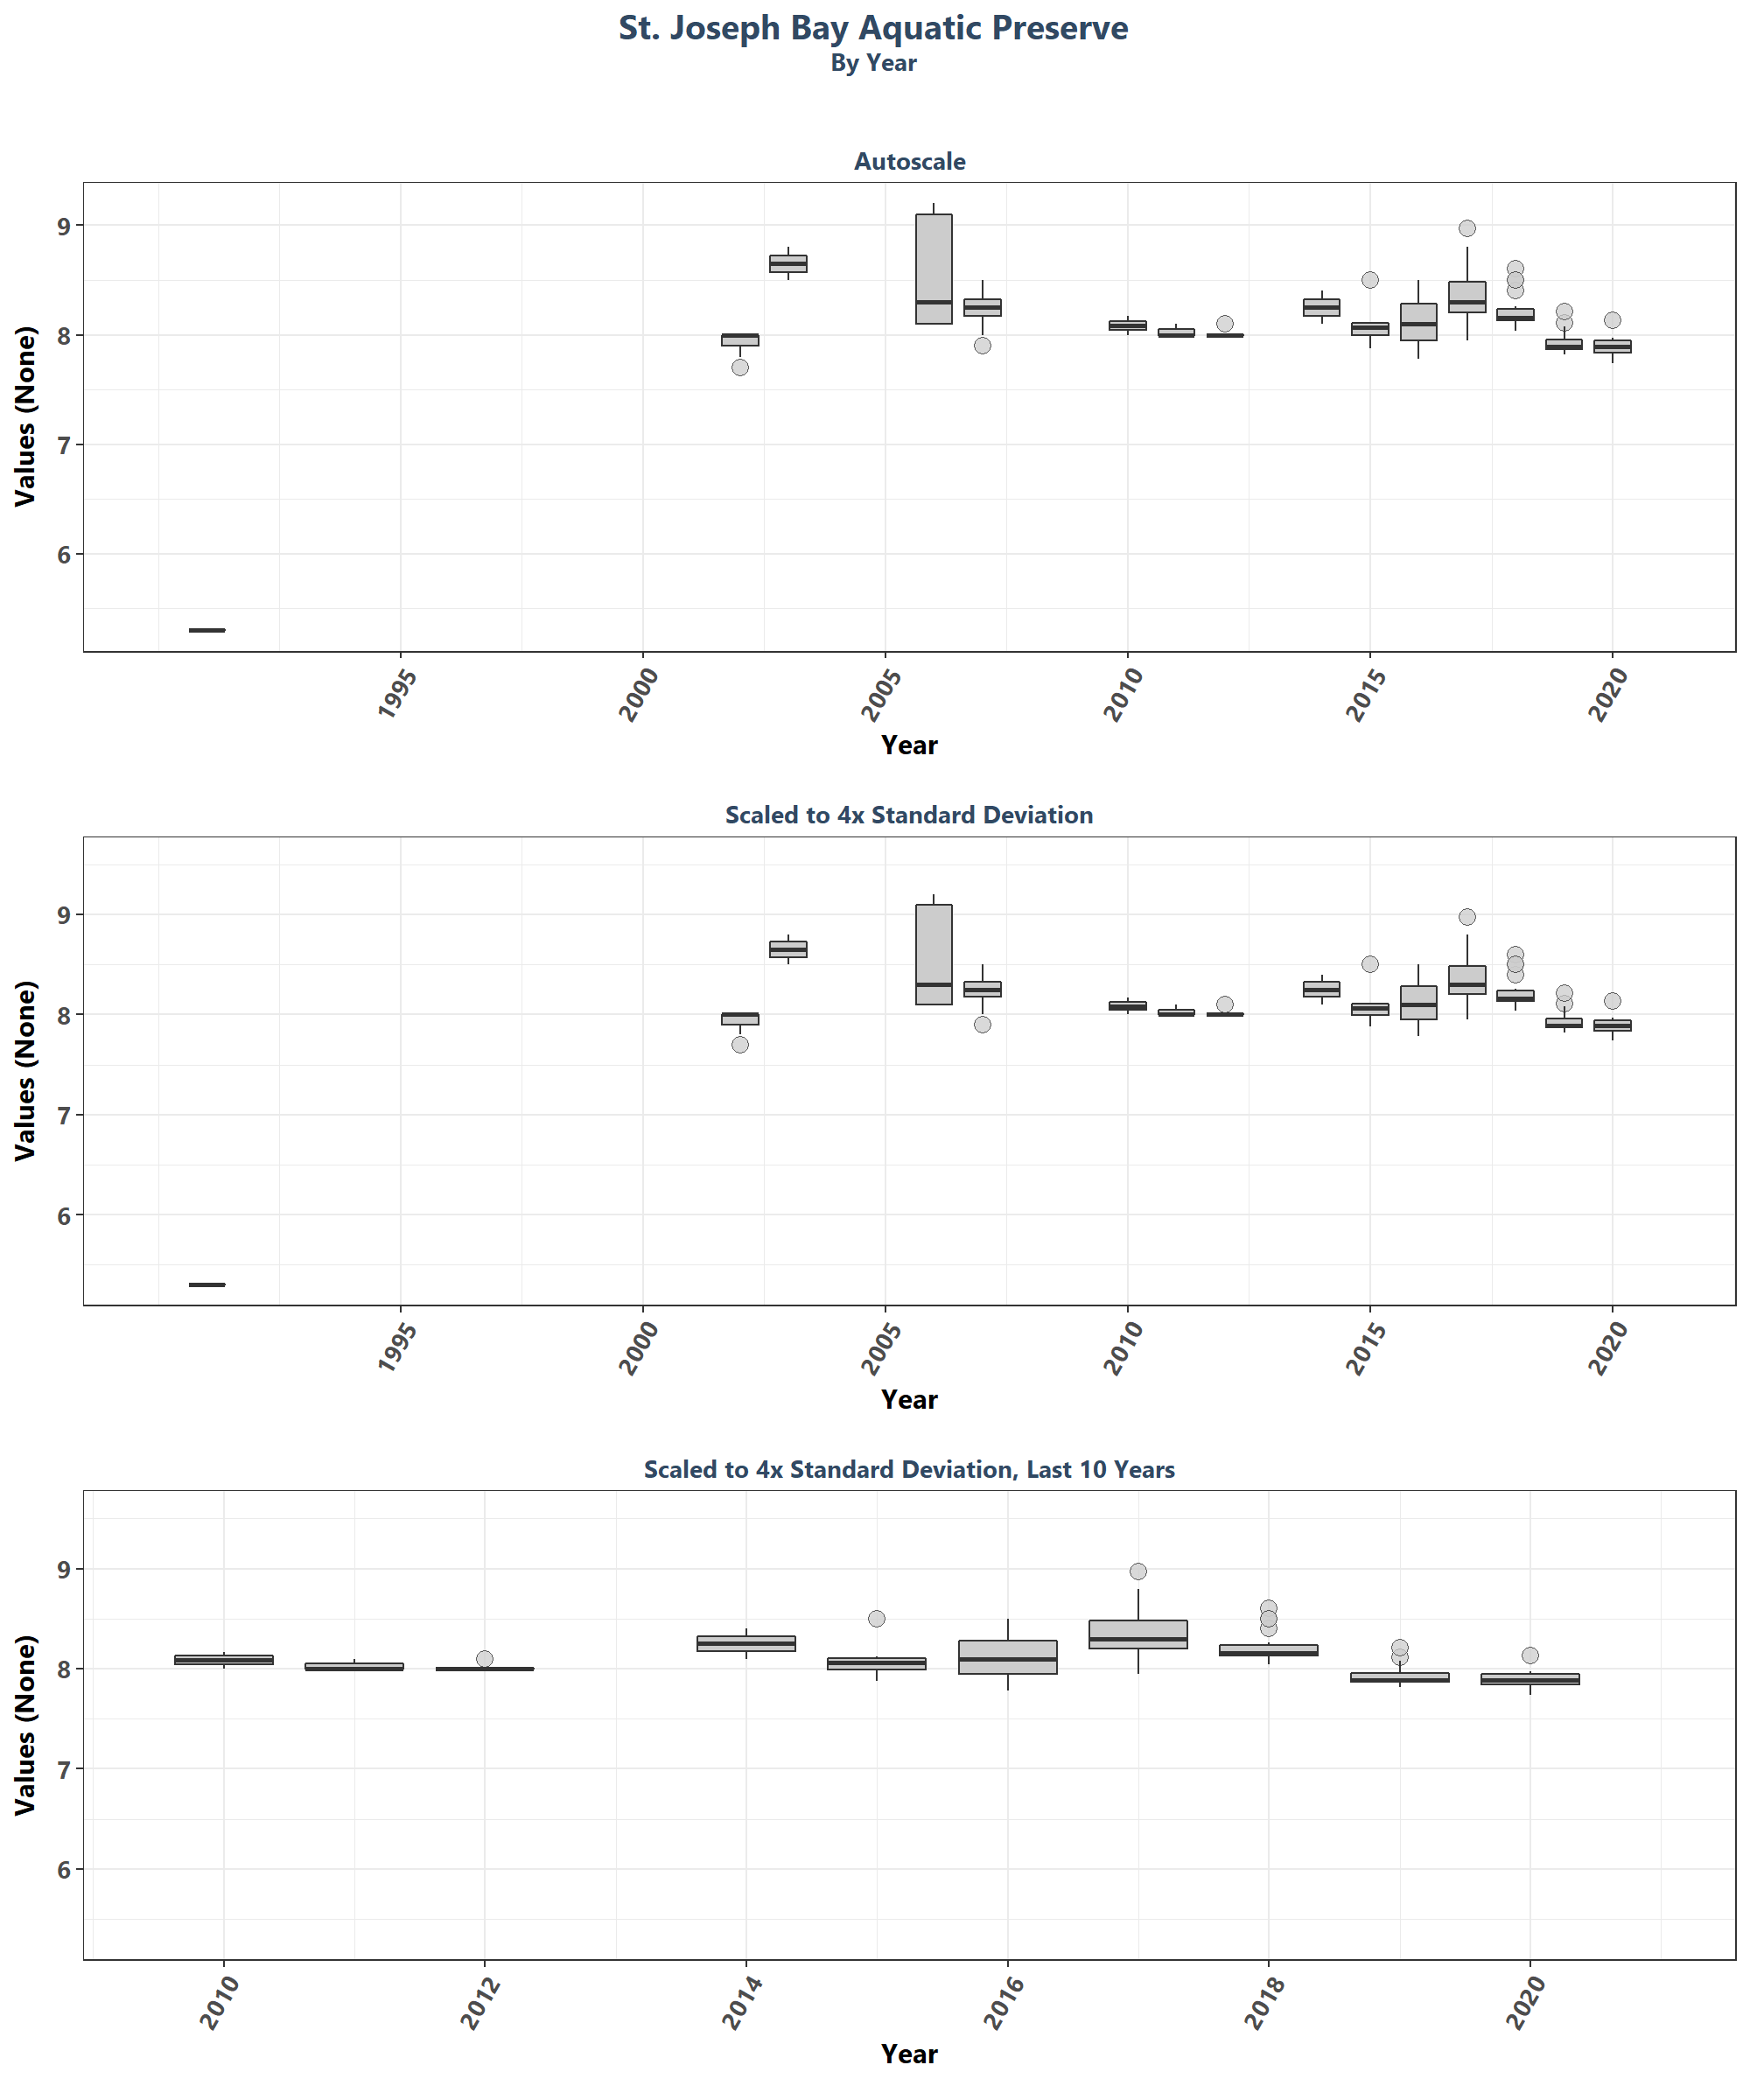 St. Joseph Bay Aquatic Preserve
By Year
Autoscale
Values (None)
9
8
7
6
1995 2000 2005 2010 2015 2020
Year
Scaled to 4x Standard Deviation
Values (None)
9
8
7
6
1995 2000 2005 2010 2015 2020
Year
Scaled to 4x Standard Deviation, Last 10 Years
Values (None)
9
8
7
6
2010 2012 2014 2016 2018 2020
Year